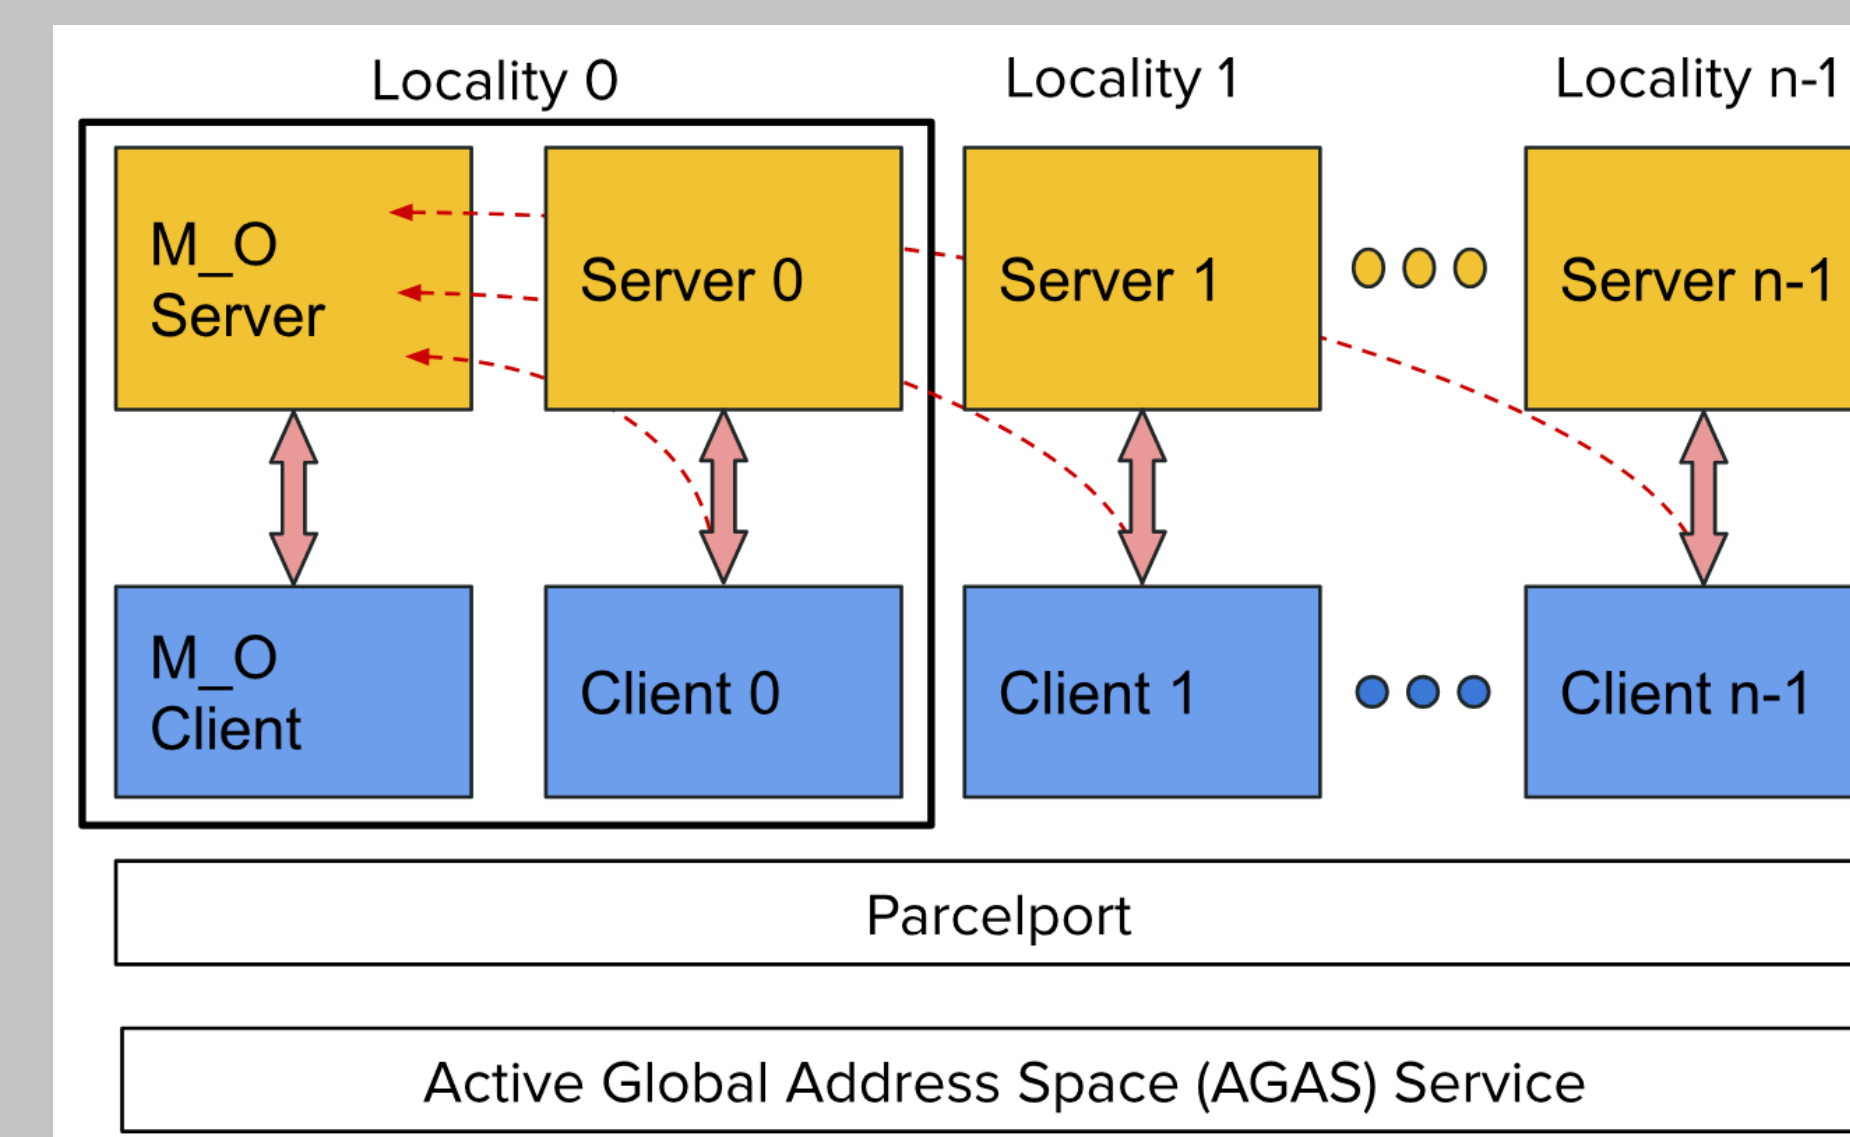 Locality 0
Locality 1
Locality n-1
M_O
Server
Server 0
Server 1
Server n-1
M_O
Client
Client 0
Client 1
Client n-1
Parcelport
Active Global Address Space (AGAS) Service